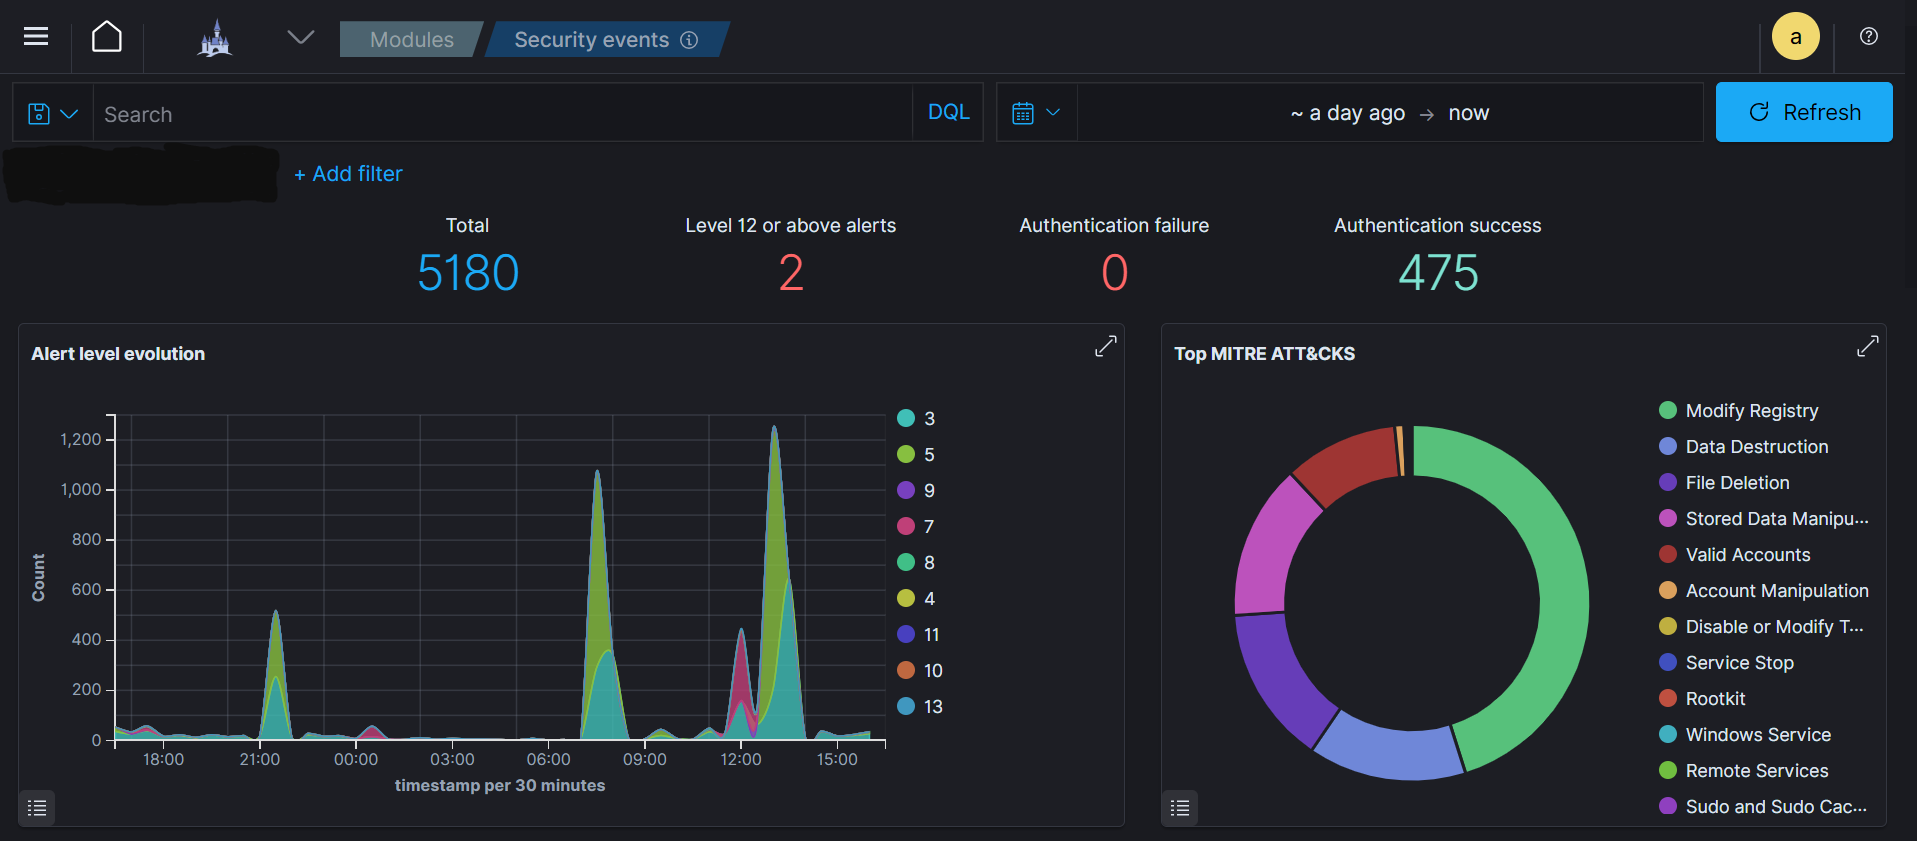 Modules
Security events
a
Search
DQL
~ a day ago → now
Refresh
+ Add filter
Total
5180
Level 12 or above alerts
2
Authentication failure
0
Authentication success
475
Alert level evolution
1,200
1,000
800
600
400
200
0
Count
18:00 21:00 00:00 03:00 06:00 09:00 12:00 15:00
timestamp per 30 minutes
3
5
9
7
8
4
11
10
13
Top MITRE ATT&CKS
Modify Registry
Data Destruction
File Deletion
Stored Data Manipu...
Valid Accounts
Account Manipulation
Disable or Modify T...
Service Stop
Rootkit
Windows Service
Remote Services
Sudo and Sudo Cac...